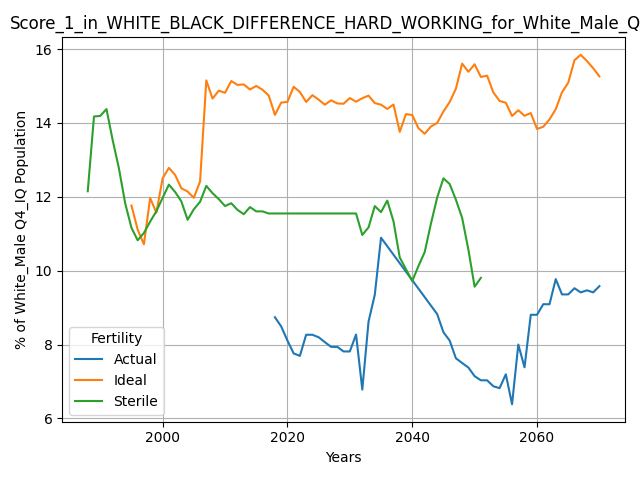 Score_1_in_WHITE_BLACK_DIFFERENCE_HARD_WORKING_for_White_Male_Q
16
14
12
10
8
6
% of White_Male Q4_IQ Population
Fertility
Actual
Ideal
Sterile
2000
2020
2040
2060
Years